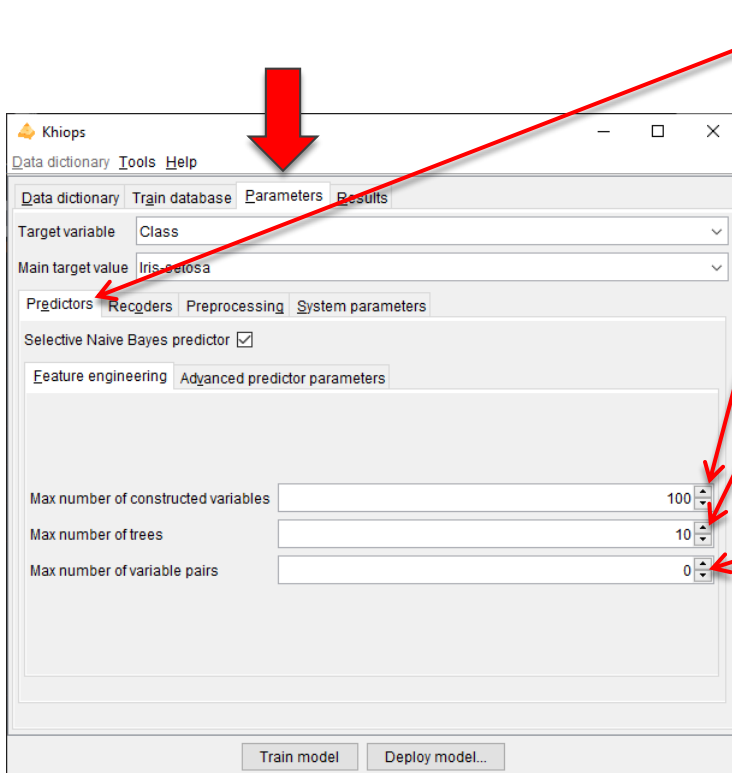 Khiops
Data dictionary Tools Help
Data dictionary Train database Parameters Results
Target variable Class
Main target value Iris-setosa
Predictors Recoders Preprocessing System parameters
Selective Naive Bayes predictor
Feature engineering Advanced predictor parameters
Max number of constructed variables 100
Max number of trees 10
Max number of variable pairs 0
Train model Deploy model...